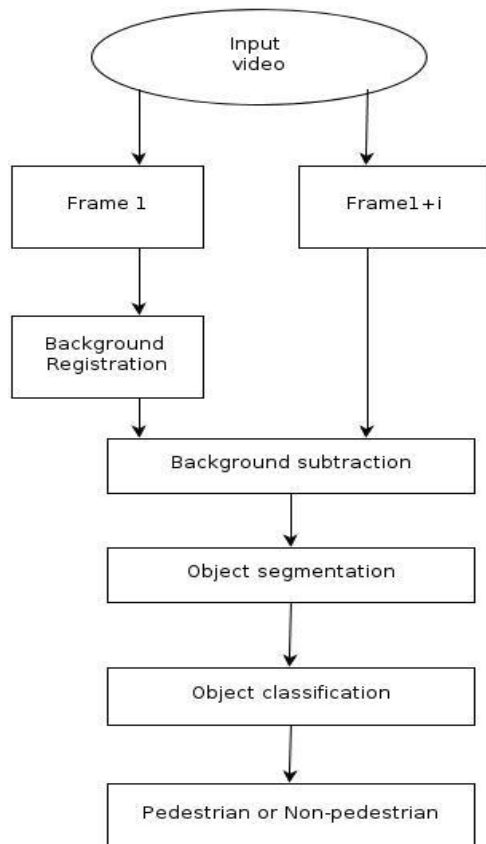 Input
video
Frame 1
Frame1+i
Background
Registration
Background subtraction
Object segmentation
Object classification
Pedestrian or Non-pedestrian